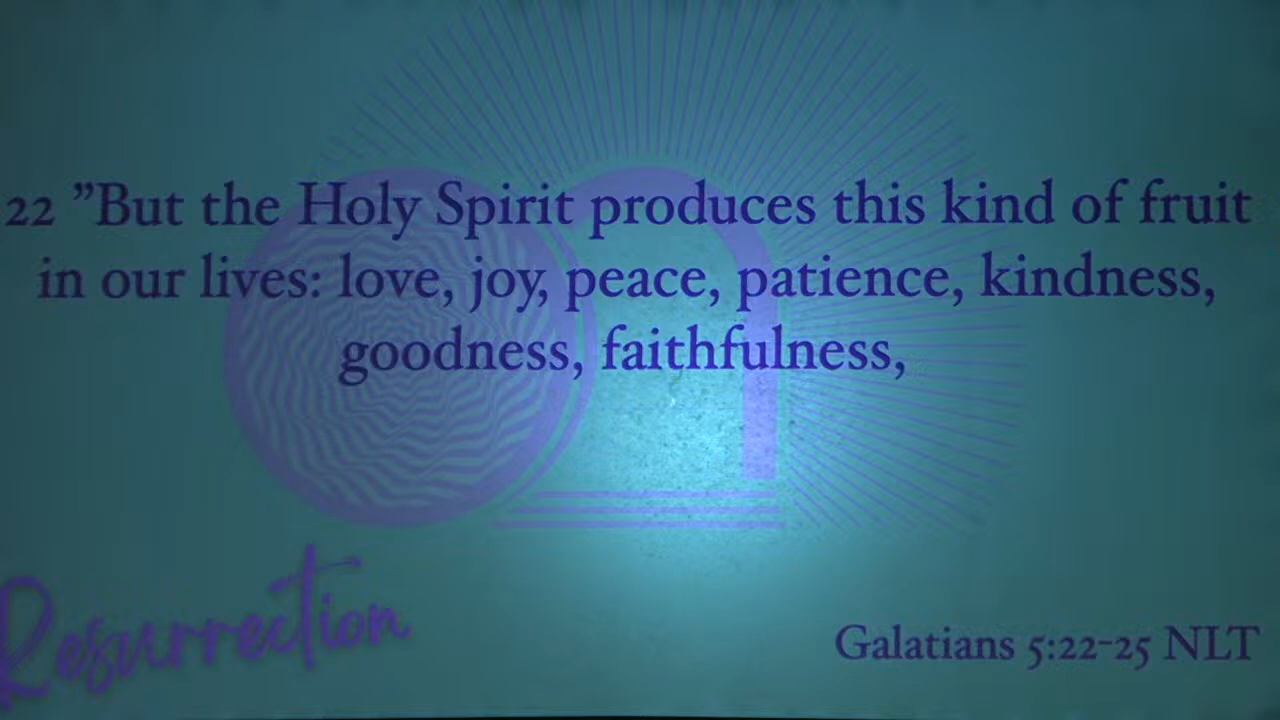 22 ”But the Holy Spirit produces this kind of fruit
in our lives: love, joy, peace, patience, kindness,
goodness, faithfulness,
Resurrection
Galatians 5:22-25 NLT